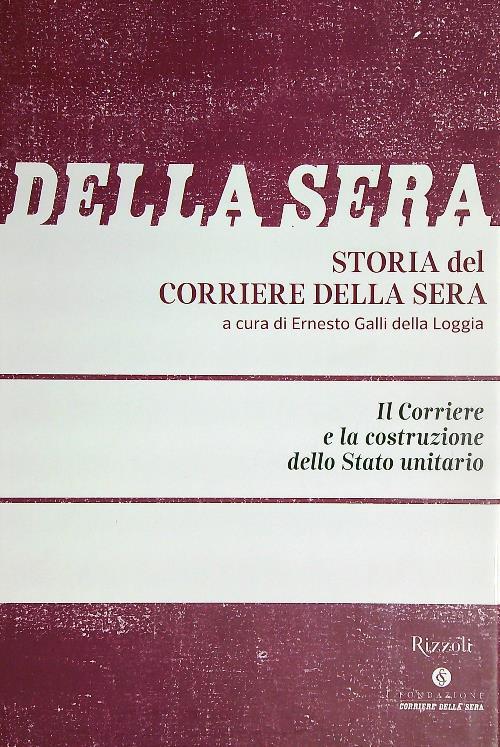 DELLA SERA
STORIA del
CORRIERE DELLA SERA
a cura di Ernesto Galli della Loggia
Il Corriere
e la costruzione
dello Stato unitario
Rizzoli
FONDAZIONE
CORRIERE DELLA SERA